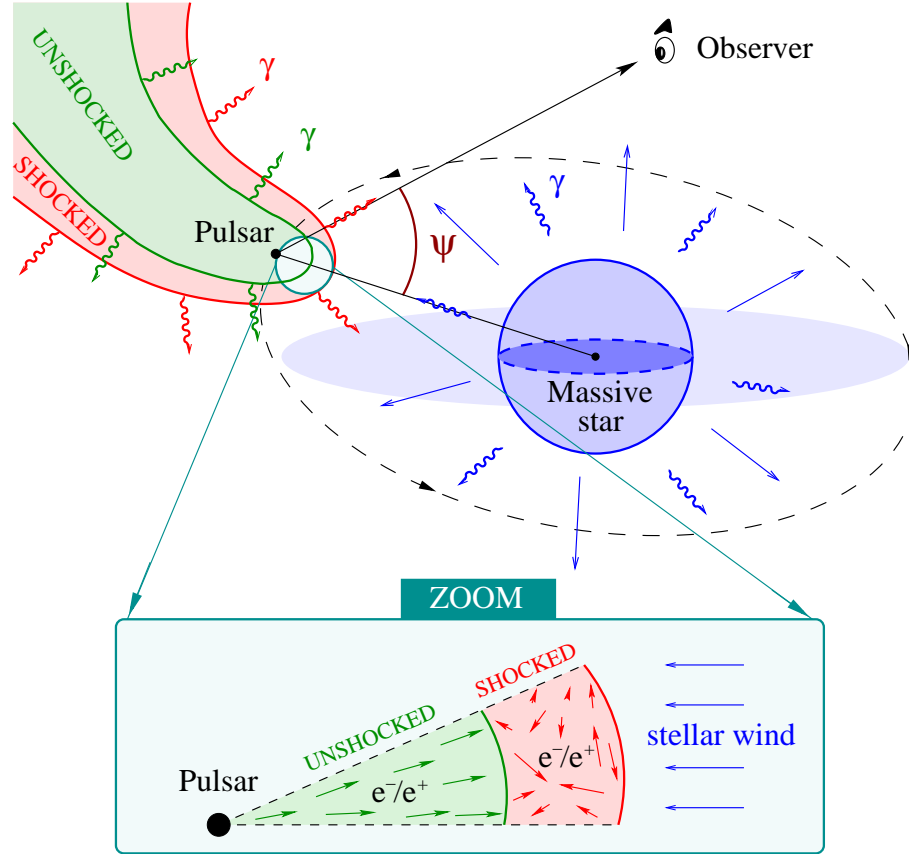 Observer
UNSHOCKED
γ
γ
γ
SHOCKED
Pulsar
ψ
Massive
star
ZOOM
SHOCKED
UNSHOCKED
stellar wind
e⁻/e⁺
e⁻/e⁺
Pulsar